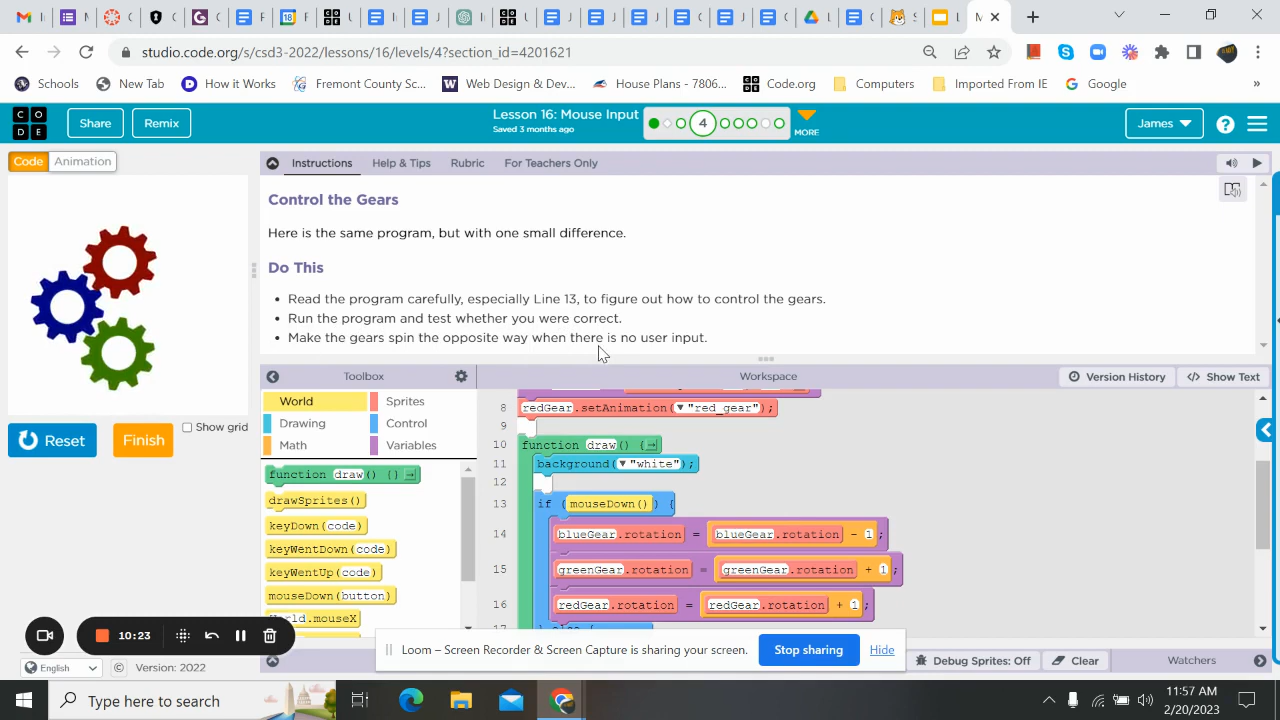 studio.code.org/s/csd3-2022/lessons/16/levels/4?section_id=4201621
Schools
New Tab
How it Works
Fremont County Sc...
Web Design & Dev...
House Plans - 7806...
Code.org
Computers
Imported From IE
Google
C O D E
Share
Remix
Lesson 16: Mouse Input
Saved 3 months ago
4
MORE
James
?
Code
Animation
Instructions
Help & Tips
Rubric
For Teachers Only
Control the Gears
Here is the same program, but with one small difference.
Do This
• Read the program carefully, especially Line 13, to figure out how to control the gears.
• Run the program and test whether you were correct.
• Make the gears spin the opposite way when there is no user input.
Toolbox
Workspace
Version History
</> Show Text
World
Sprites
Drawing
Control
Math
Variables
Reset
Finish
Show grid
function draw() {}
drawSprites()
keyDown(code)
keyWentDown(code)
keyWentUp(code)
mouseDown(button)
World.mouseX
8 redGear.setAnimation("red_gear");
9
10 function draw() {
11 background("white");
12
13 if (mouseDown()) {
14 blueGear.rotation = blueGear.rotation - 1;
15 greenGear.rotation = greenGear.rotation + 1;
16 redGear.rotation = redGear.rotation + 1;
17 } else {
10:23
Loom – Screen Recorder & Screen Capture is sharing your screen.
Stop sharing
Hide
English
© Version: 2022
Debug Sprites: Off
Clear
Watchers
Type here to search
11:57 AM
2/20/2023